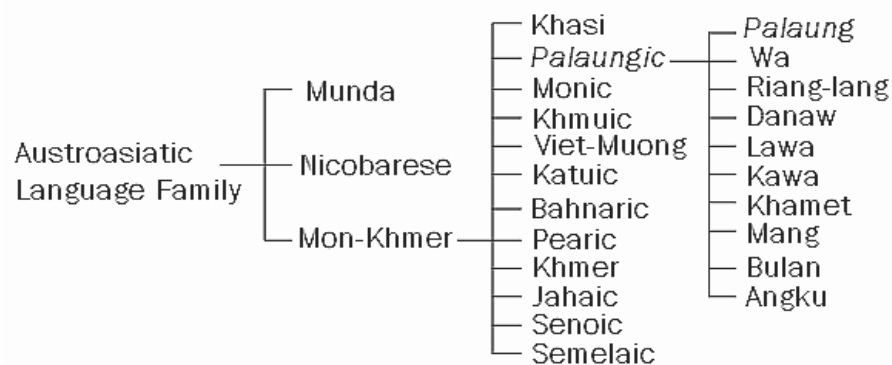 Austroasiatic
Language Family
Munda
Nicobarese
Mon-Khmer
Khasi
Palaungic
Monic
Khmuic
Viet-Muong
Katuic
Bahnaric
Pearic
Khmer
Jahaic
Senoic
Semelaic
Palaung
Wa
Riang-lang
Danaw
Lawa
Kawa
Khamet
Mang
Bulan
Angku